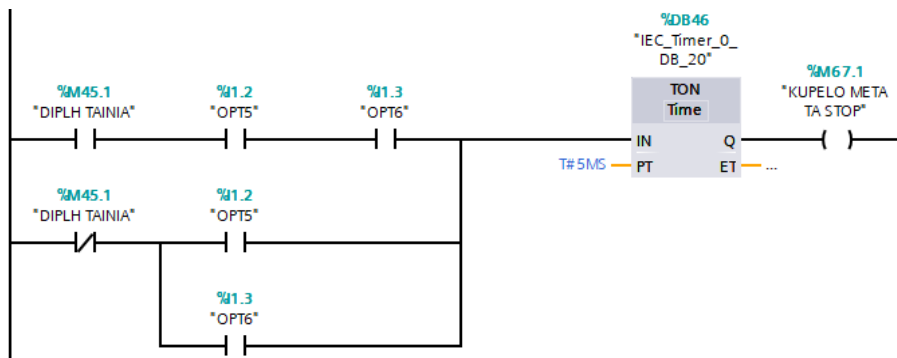 %DB46
"IEC_Timer_0_
DB_20"
%M45.1
"DIPLH TAINIA"
%I1.2
"OPT5"
%I1.3
"OPT6"
TON
Time
IN
Q
T#5MS
PT
ET
...
%M67.1
"KUPELO META
TA STOP"
%M45.1
"DIPLH TAINIA"
%I1.2
"OPT5"
%I1.3
"OPT6"